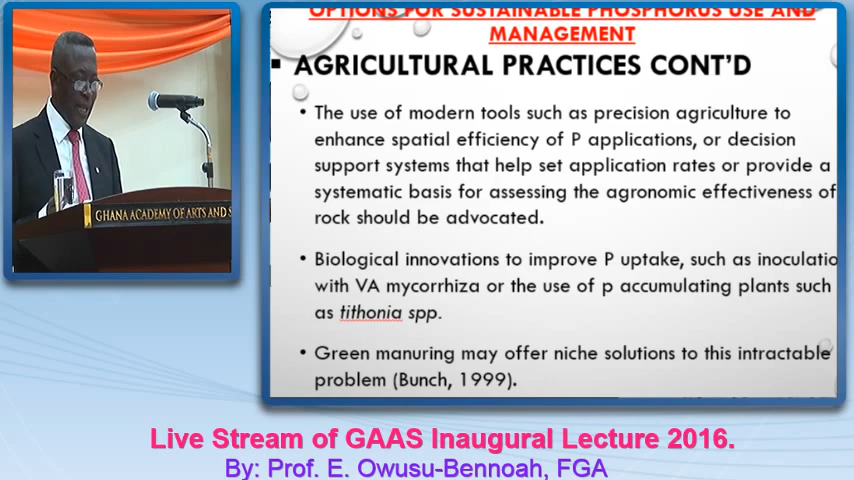 OPTIONS FOR SUSTAINABLE PHOSPHORUS USE AND
MANAGEMENT
▪ AGRICULTURAL PRACTICES CONT'D
• The use of modern tools such as precision agriculture to
enhance spatial efficiency of P applications, or decision
support systems that help set application rates or provide a
systematic basis for assessing the agronomic effectiveness of
rock should be advocated.
• Biological innovations to improve P uptake, such as inoculatio
with VA mycorrhiza or the use of p accumulating plants such
as tithonia spp.
• Green manuring may offer niche solutions to this intractable
problem (Bunch, 1999).
GHANA ACADEMY OF ARTS AND S
Live Stream of GAAS Inaugural Lecture 2016.
By: Prof. E. Owusu-Bennoah, FGA